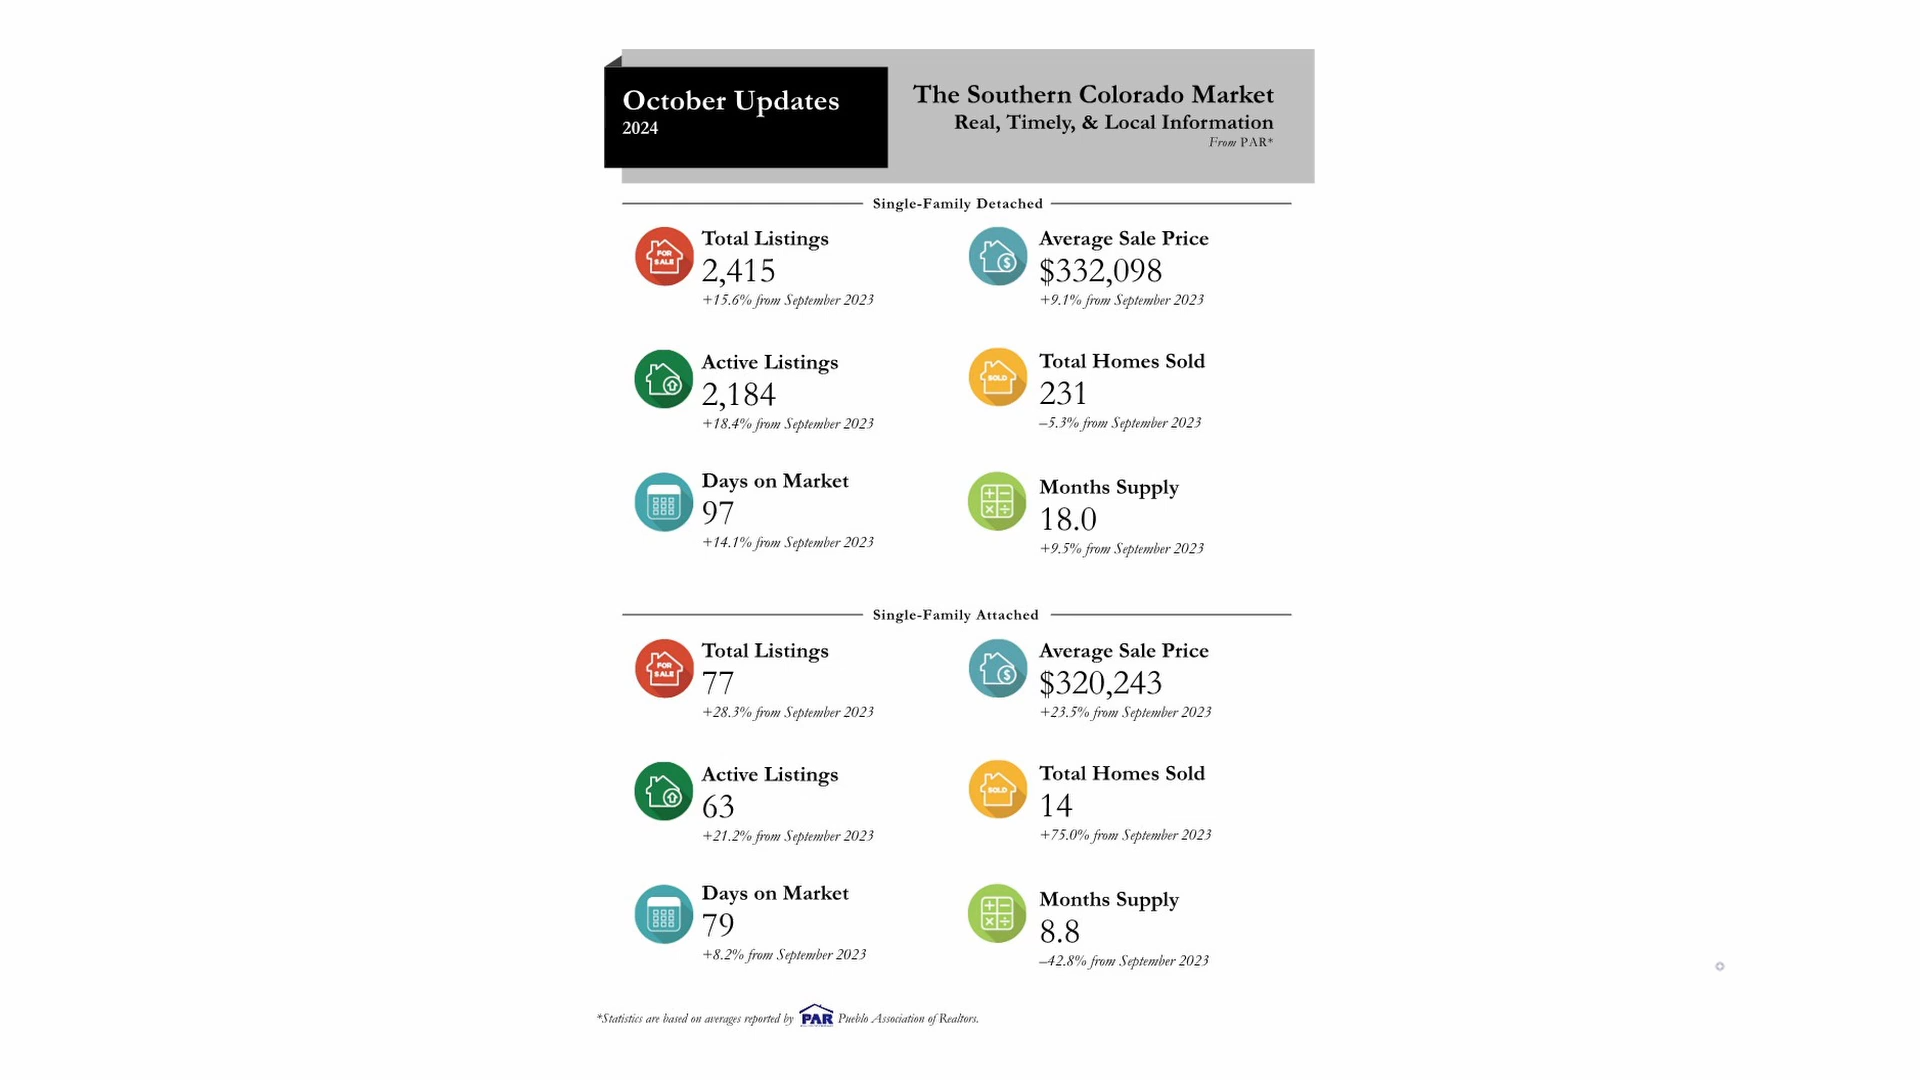 October Updates
2024
The Southern Colorado Market
Real, Timely, & Local Information
From PAR*
Single-Family Detached
FOR SALE
Total Listings
2,415
+15.6% from September 2023
$
Average Sale Price
$332,098
+9.1% from September 2023
Active Listings
2,184
+18.4% from September 2023
SOLD
Total Homes Sold
231
–5.3% from September 2023
Days on Market
97
+14.1% from September 2023
Months Supply
18.0
+9.5% from September 2023
Single-Family Attached
FOR SALE
Total Listings
77
+28.3% from September 2023
$
Average Sale Price
$320,243
+23.5% from September 2023
Active Listings
63
+21.2% from September 2023
SOLD
Total Homes Sold
14
+75.0% from September 2023
Days on Market
79
+8.2% from September 2023
Months Supply
8.8
–42.8% from September 2023
*Statistics are based on averages reported by PAR Pueblo Association of Realtors.